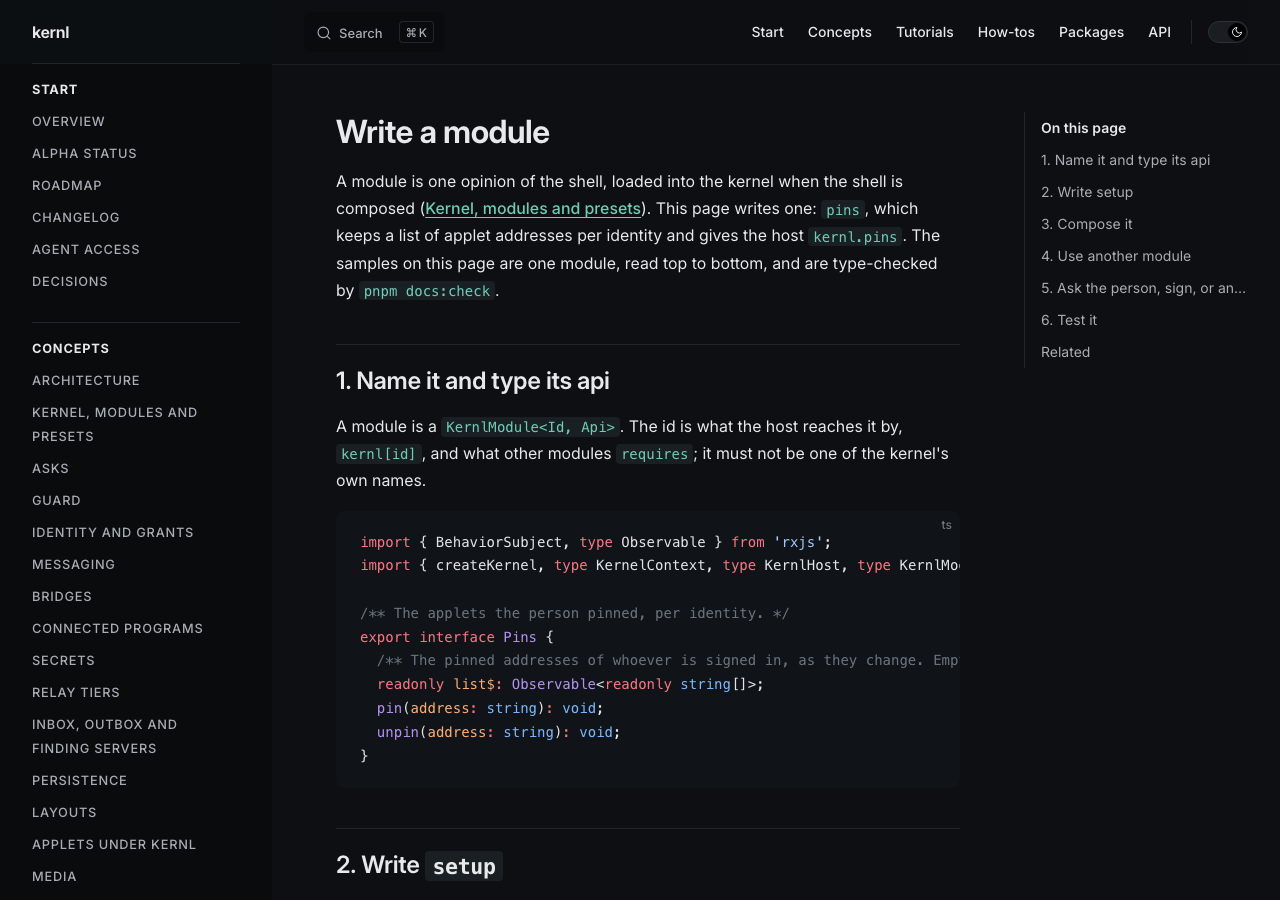 kernl
Search ⌘ K
Start Concepts Tutorials How-tos Packages API
START
OVERVIEW
ALPHA STATUS
ROADMAP
CHANGELOG
AGENT ACCESS
DECISIONS
CONCEPTS
ARCHITECTURE
KERNEL, MODULES AND
PRESETS
ASKS
GUARD
IDENTITY AND GRANTS
MESSAGING
BRIDGES
CONNECTED PROGRAMS
SECRETS
RELAY TIERS
INBOX, OUTBOX AND
FINDING SERVERS
PERSISTENCE
LAYOUTS
APPLETS UNDER KERNL
MEDIA
Write a module
A module is one opinion of the shell, loaded into the kernel when the shell is
composed (Kernel, modules and presets). This page writes one: pins, which
keeps a list of applet addresses per identity and gives the host kernl.pins. The
samples on this page are one module, read top to bottom, and are type-checked
by pnpm docs:check.
1. Name it and type its api
A module is a KernlModule<Id, Api>. The id is what the host reaches it by,
kernl[id], and what other modules requires; it must not be one of the kernel's
own names.
ts
import { BehaviorSubject, type Observable } from 'rxjs';
import { createKernel, type KernelContext, type KernlHost, type KernlMo
/** The applets the person pinned, per identity. */
export interface Pins {
/** The pinned addresses of whoever is signed in, as they change. Emp
readonly list$: Observable<readonly string[]>;
pin(address: string): void;
unpin(address: string): void;
}
2. Write setup
On this page
1. Name it and type its api
2. Write setup
3. Compose it
4. Use another module
5. Ask the person, sign, or an...
6. Test it
Related